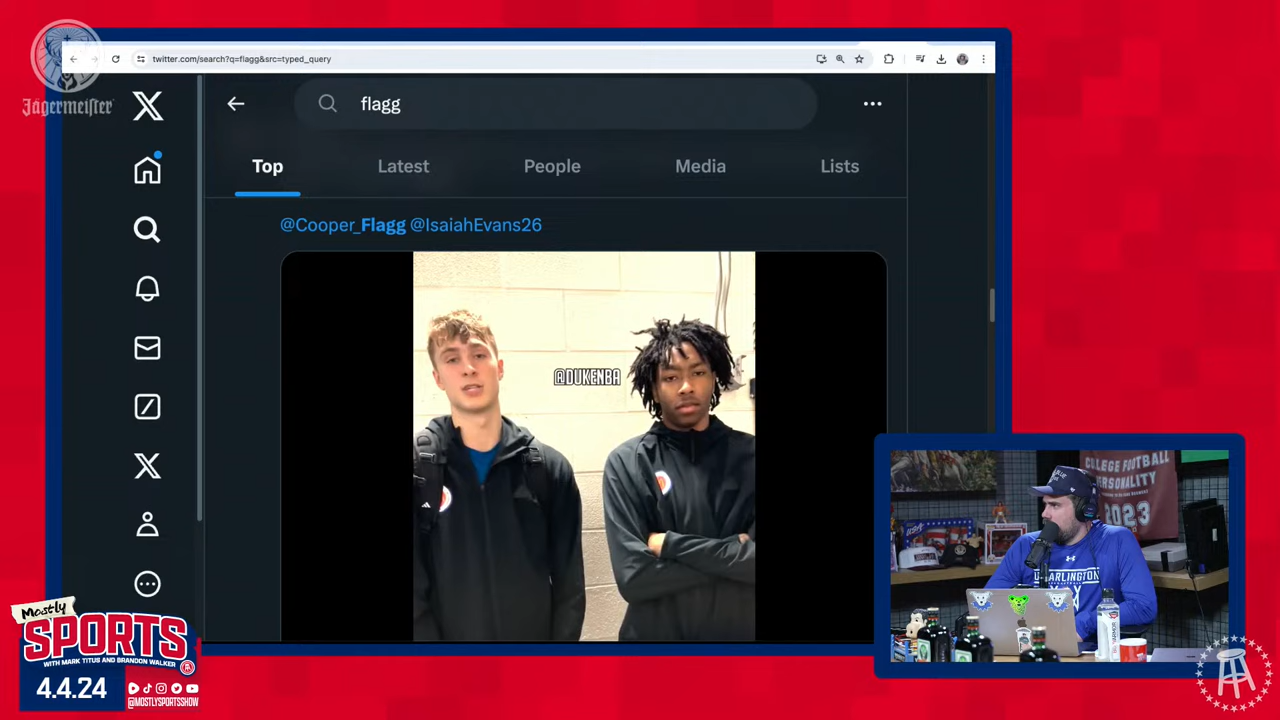 Jägermeister
twitter.com/search?q=flagg&src=typed_query
flagg
Top
Latest
People
Media
Lists
@Cooper_Flagg @IsaiahEvans26
@DUKENBA
COLLEGE FOOTBALL
PERSONALITY
2023
ARLINGTON
Mostly
SPORTS
WITH MARK TITUS AND BRANDON WALKER
4.4.24
@MOSTLYSPORTSSHOW